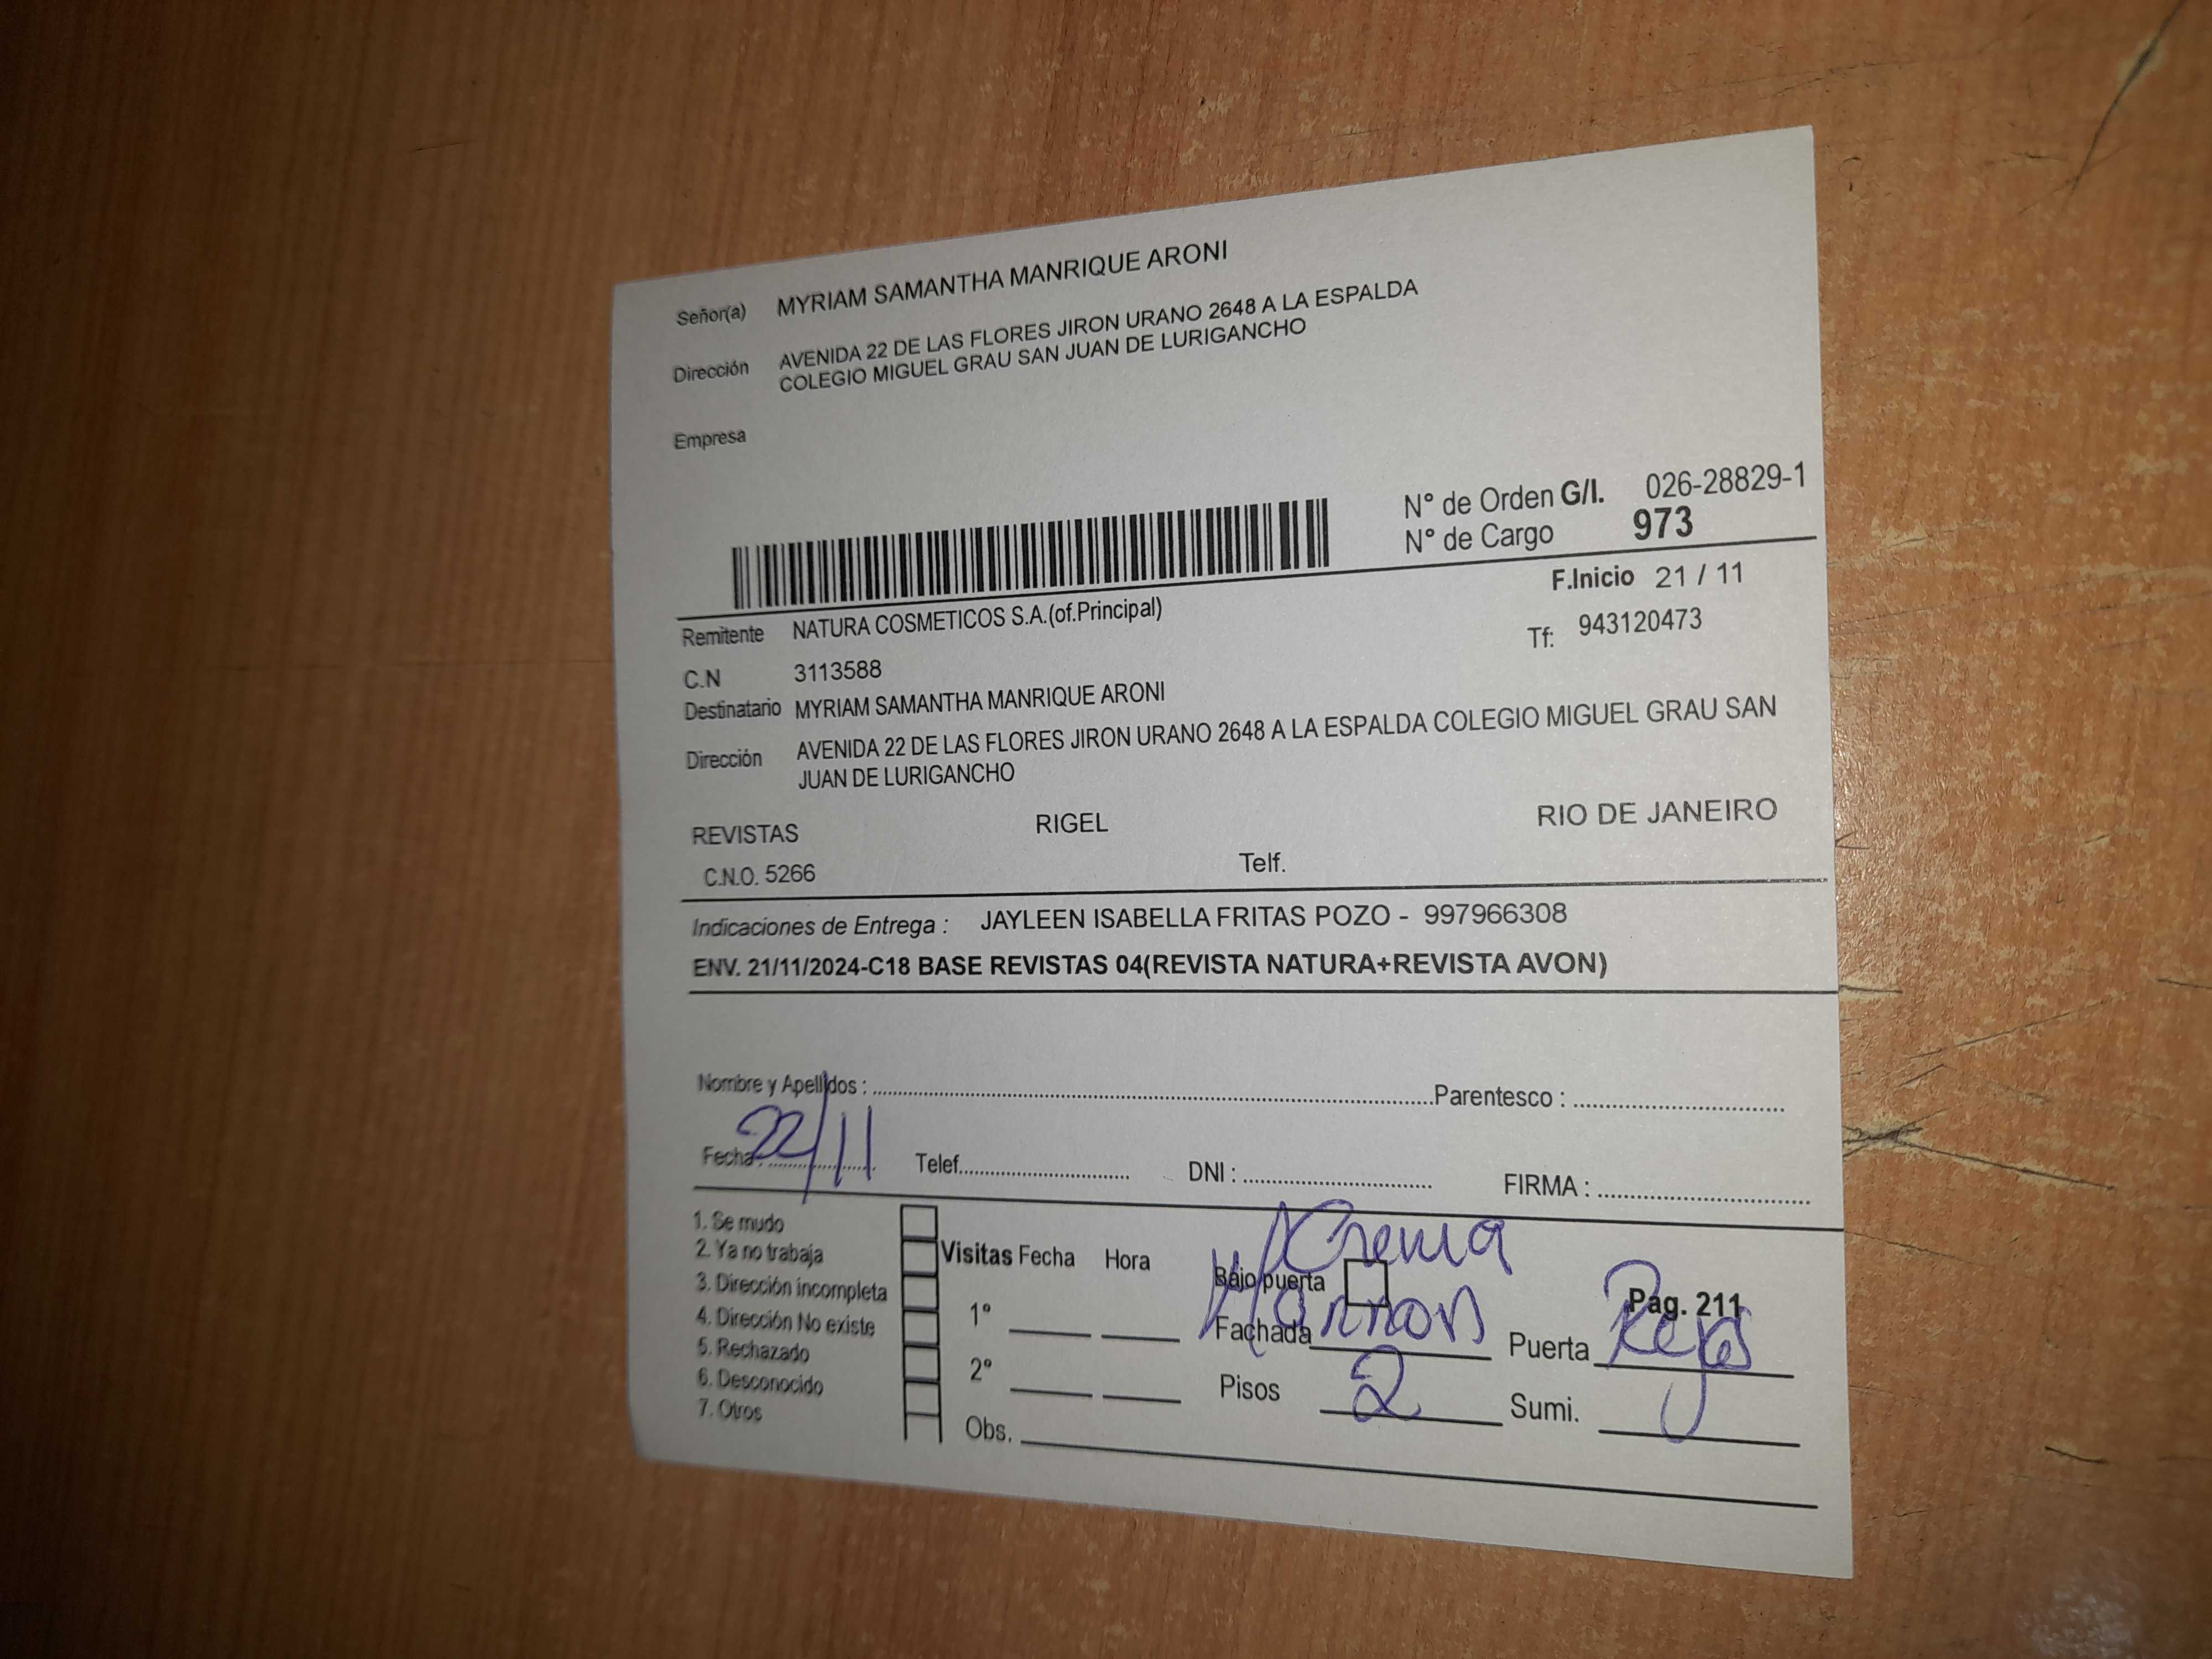 Señor(a) MYRIAM SAMANTHA MANRIQUE ARONI
Dirección AVENIDA 22 DE LAS FLORES JIRON URANO 2648 A LA ESPALDA
COLEGIO MIGUEL GRAU SAN JUAN DE LURIGANCHO
Empresa
N° de Orden G/I. 026-28829-1
N° de Cargo 973
F.Inicio 21 / 11
Remitente NATURA COSMETICOS S.A.(of.Principal)
Tf: 943120473
C.N 3113588
Destinatario MYRIAM SAMANTHA MANRIQUE ARONI
Dirección AVENIDA 22 DE LAS FLORES JIRON URANO 2648 A LA ESPALDA COLEGIO MIGUEL GRAU SAN
JUAN DE LURIGANCHO
REVISTAS RIGEL RIO DE JANEIRO
C.N.O. 5266 Telf.
Indicaciones de Entrega : JAYLEEN ISABELLA FRITAS POZO - 997966308
ENV. 21/11/2024-C18 BASE REVISTAS 04(REVISTA NATURA+REVISTA AVON)
Nombre y Apellidos : Parentesco :
Fecha : 22/11 Telef. DNI : FIRMA :
1. Se mudo
2. Ya no trabaja
3. Dirección incompleta
4. Dirección No existe
5. Rechazado
6. Desconocido
7. Otros
Visitas Fecha Hora
1°
2°
Obs.
Crema
Bajo puerta Pag. 211
Fachada Puerta Rejas
Pisos 2 Sumi.